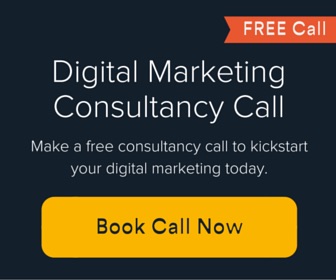 FREE Call
Digital Marketing
Consultancy Call
Make a free consultancy call to kickstart
your digital marketing today.
Book Call Now